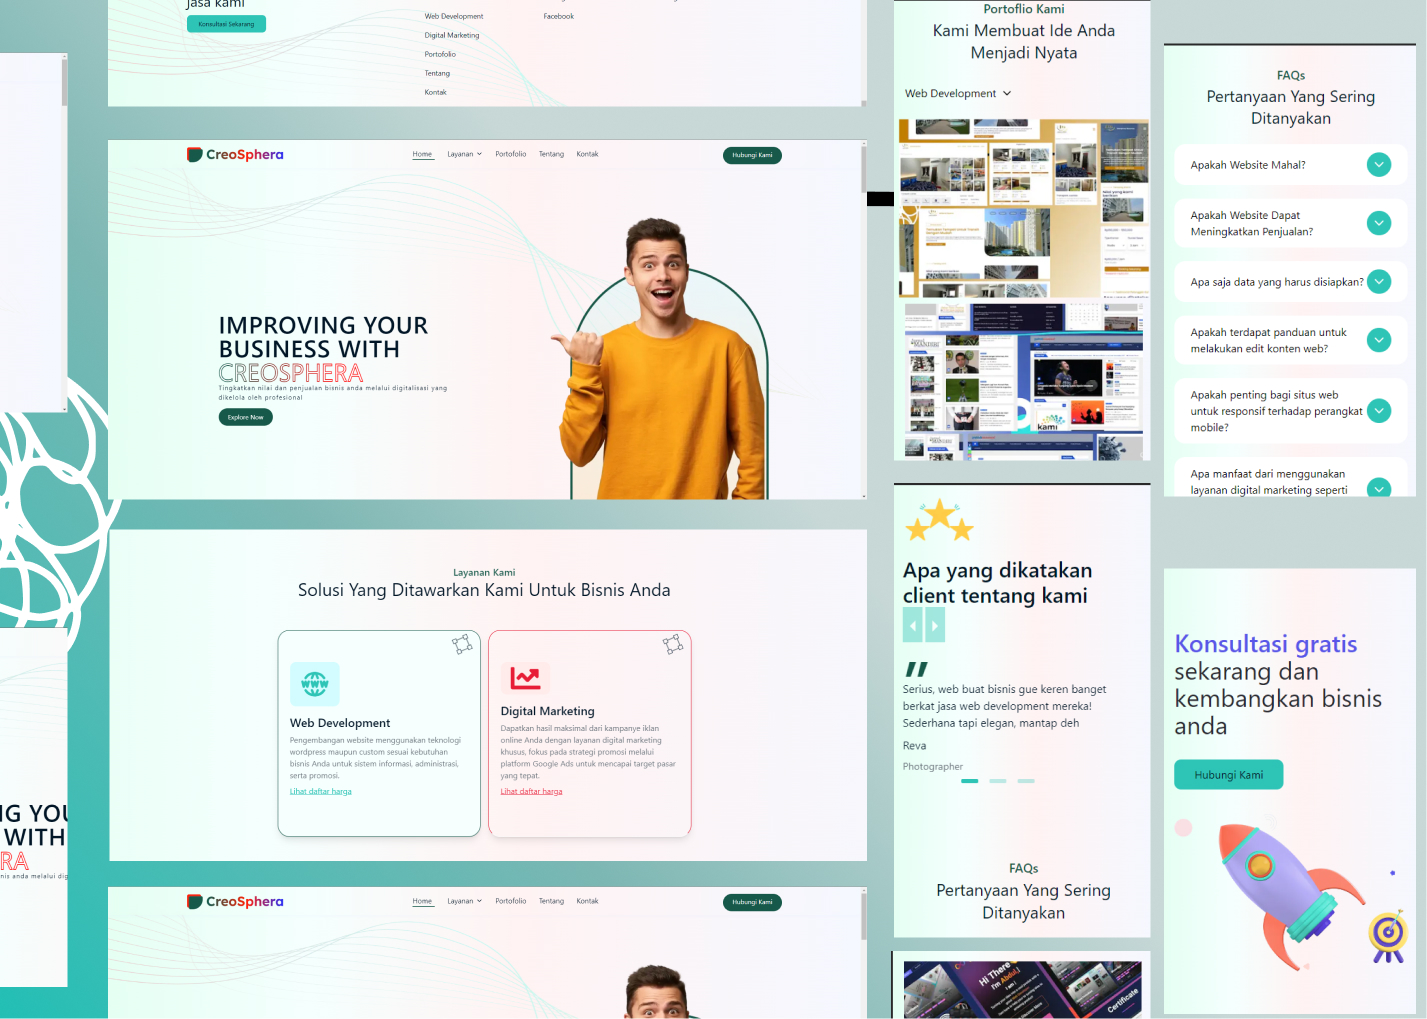 Jasa kami
Konsultasi Sekarang
Web Development
Digital Marketing
Portofolio
Tentang
Kontak
Facebook
CreoSphera
Home
Layanan
Portofolio
Tentang
Kontak
Hubungi Kami
IMPROVING YOUR
BUSINESS WITH
CREOSPHERA
Tingkatkan nilai dan penjualan bisnis anda melalui digitalisasi yang
dikelola oleh profesional
Explore Now
Layanan Kami
Solusi Yang Ditawarkan Kami Untuk Bisnis Anda
www
Web Development
Pengembangan website menggunakan teknologi
wordpress maupun custom sesuai kebutuhan
bisnis Anda untuk sistem informasi, administrasi,
serta promosi.
Lihat daftar harga
Digital Marketing
Dapatkan hasil maksimal dari kampanye iklan
online Anda dengan layanan digital marketing
khusus, fokus pada strategi promosi melalui
platform Google Ads untuk mencapai target pasar
yang tepat.
Lihat daftar harga
NG YOU
WITH
RA
nis anda melalui dig
CreoSphera
Home
Layanan
Portofolio
Tentang
Kontak
Hubungi Kami
Portoflio Kami
Kami Membuat Ide Anda
Menjadi Nyata
Web Development
kami
Apa yang dikatakan
client tentang kami
"
Serius, web buat bisnis gue keren banget
berkat jasa web development mereka!
Sederhana tapi elegan, mantap deh
Reva
Photographer
FAQs
Pertanyaan Yang Sering
Ditanyakan
Hi There
I'm Abdul,
Certificate
FAQs
Pertanyaan Yang Sering
Ditanyakan
Apakah Website Mahal?
Apakah Website Dapat
Meningkatkan Penjualan?
Apa saja data yang harus disiapkan?
Apakah terdapat panduan untuk
melakukan edit konten web?
Apakah penting bagi situs web
untuk responsif terhadap perangkat
mobile?
Apa manfaat dari menggunakan
layanan digital marketing seperti
Konsultasi gratis
sekarang dan
kembangkan bisnis
anda
Hubungi Kami